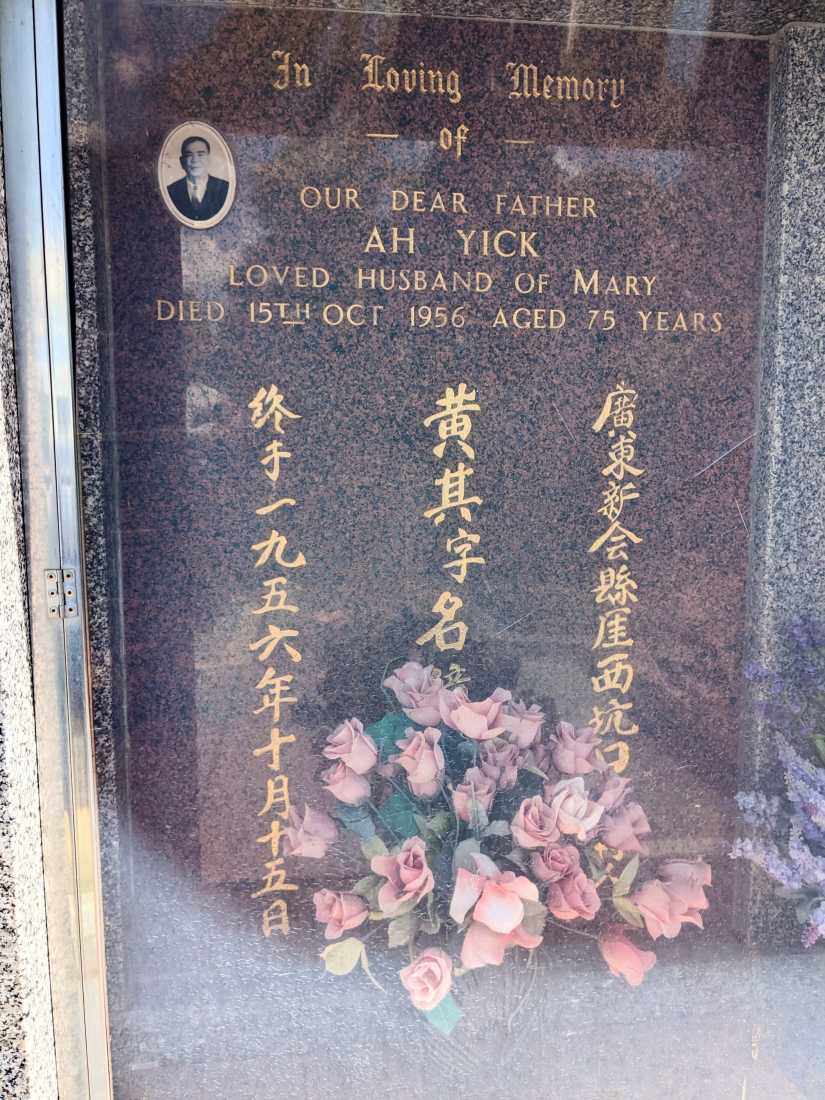 In Loving Memory
— of —
OUR DEAR FATHER
AH YICK
LOVED HUSBAND OF MARY
DIED 15TH OCT 1956 AGED 75 YEARS
廣東新会縣厓西坑口
黄其字名
终于一九五六年十月十五日